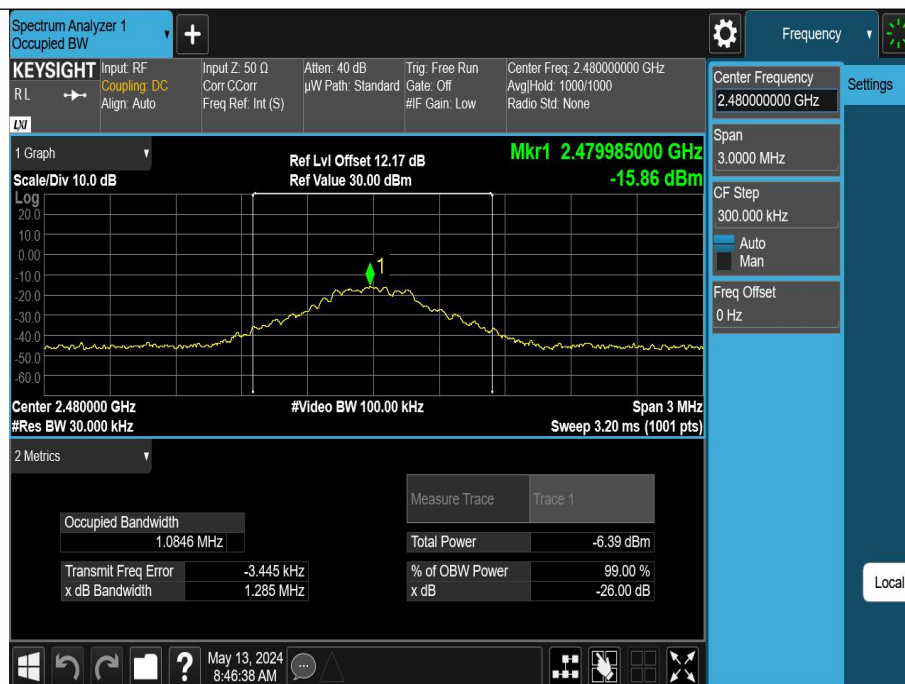 Spectrum Analyzer 1
Occupied BW
+
Frequency
KEYSIGHT
R L
LXI
Input: RF
Coupling: DC
Align: Auto
Input Z: 50 Ω
Corr CCorr
Freq Ref: Int (S)
Atten: 40 dB
µW Path: Standard
Trig: Free Run
Gate: Off
#IF Gain: Low
Center Freq: 2.480000000 GHz
Avg|Hold: 1000/1000
Radio Std: None
Center Frequency
2.480000000 GHz
Settings
Span
3.0000 MHz
CF Step
300.000 kHz
Auto
Man
Freq Offset
0 Hz
Local
1 Graph
Scale/Div 10.0 dB
Ref Lvl Offset 12.17 dB
Ref Value 30.00 dBm
Mkr1 2.479985000 GHz
-15.86 dBm
Log
20.0
10.0
0.00
-10.0
-20.0
-30.0
-40.0
-50.0
-60.0
1
Center 2.480000 GHz
#Video BW 100.00 kHz
Span 3 MHz
#Res BW 30.000 kHz
Sweep 3.20 ms (1001 pts)
2 Metrics
Measure Trace Trace 1
Occupied Bandwidth
1.0846 MHz
Total Power -6.39 dBm
Transmit Freq Error -3.445 kHz
% of OBW Power 99.00 %
x dB Bandwidth 1.285 MHz
x dB -26.00 dB
?
May 13, 2024
8:46:38 AM